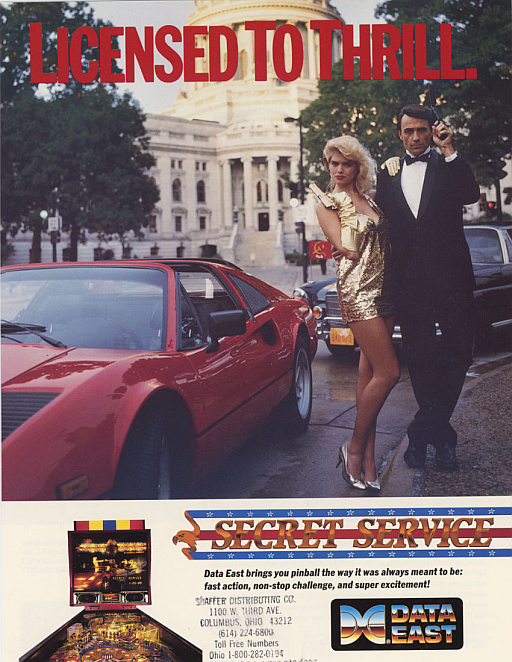 LICENSED TO THRILL.
SECRET SERVICE
Data East brings you pinball the way it was always meant to be:
fast action, non-stop challenge, and super excitement!
SHAFFER DISTRIBUTING CO.
1100 W. THIRD AVE.
COLUMBUS, OHIO 43212
(614) 224-6800
Toll Free Numbers
Ohio 1-800-282-0194
DATA
EAST